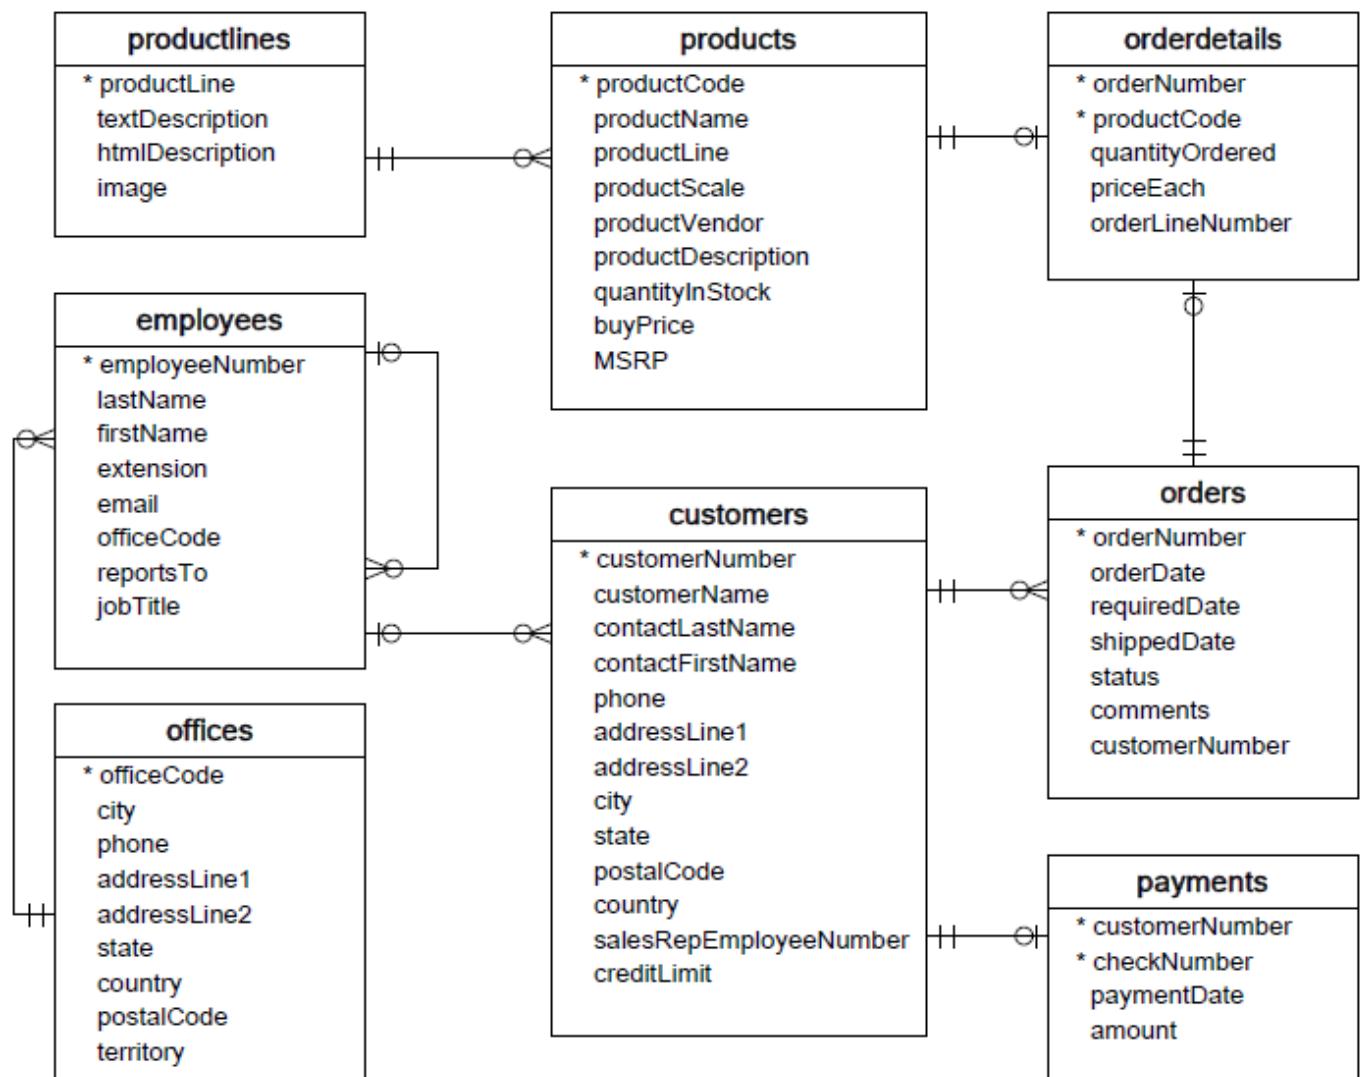 productlines
* productLine
textDescription
htmlDescription
image
products
* productCode
productName
productLine
productScale
productVendor
productDescription
quantityInStock
buyPrice
MSRP
orderdetails
* orderNumber
* productCode
quantityOrdered
priceEach
orderLineNumber
employees
* employeeNumber
lastName
firstName
extension
email
officeCode
reportsTo
jobTitle
customers
* customerNumber
customerName
contactLastName
contactFirstName
phone
addressLine1
addressLine2
city
state
postalCode
country
salesRepEmployeeNumber
creditLimit
orders
* orderNumber
orderDate
requiredDate
shippedDate
status
comments
customerNumber
offices
* officeCode
city
phone
addressLine1
addressLine2
state
country
postalCode
territory
payments
* customerNumber
* checkNumber
paymentDate
amount